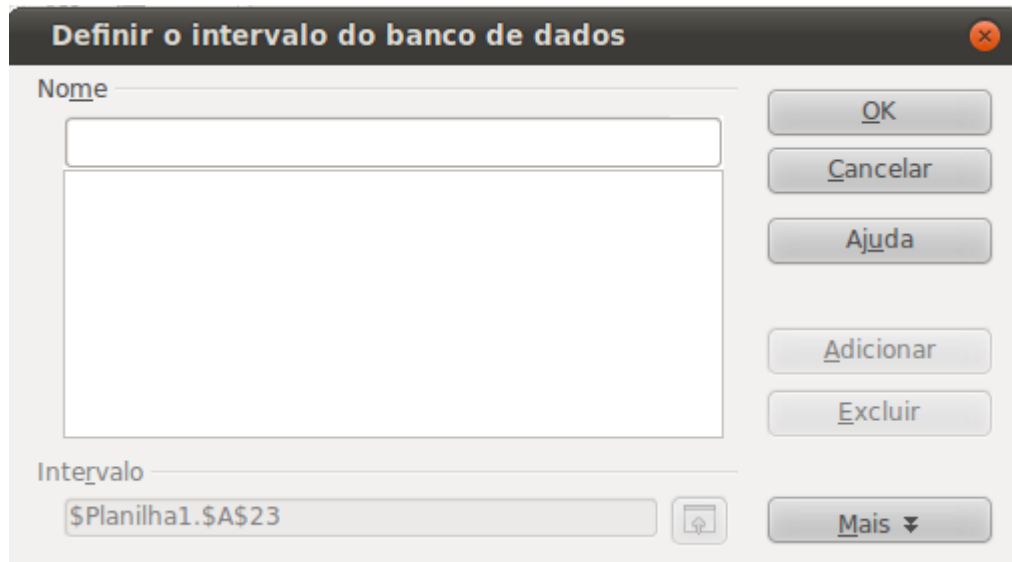 Definir o intervalo do banco de dados
Nome
OK
Cancelar
Ajuda
Adicionar
Excluir
Intervalo
$Planilha1.$A$23
Mais